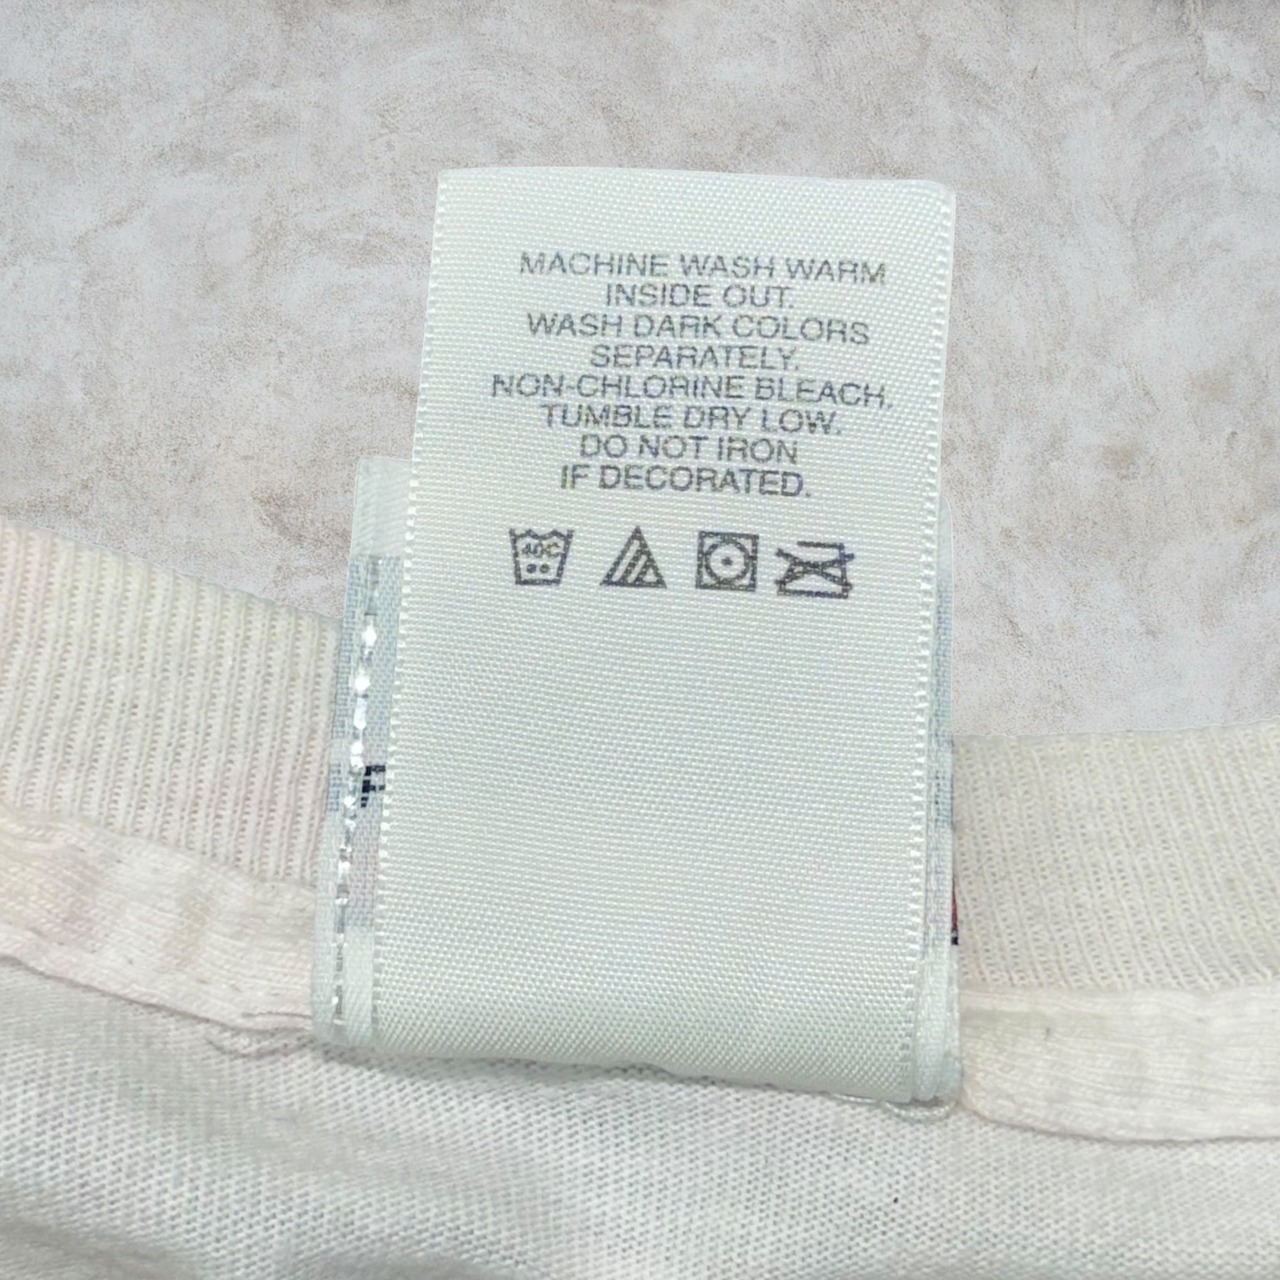 MACHINE WASH WARM
INSIDE OUT.
WASH DARK COLORS
SEPARATELY.
NON-CHLORINE BLEACH.
TUMBLE DRY LOW.
DO NOT IRON
IF DECORATED.
40C